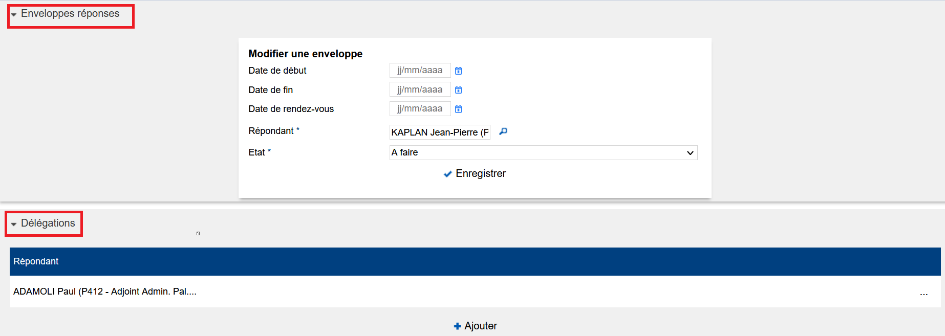 Enveloppes réponses
Modifier une enveloppe
Date de début jj/mm/aaaa
Date de fin jj/mm/aaaa
Date de rendez-vous jj/mm/aaaa
Répondant * KAPLAN Jean-Pierre (F
Etat * A faire
Enregistrer
Délégations
Répondant
ADAMOLI Paul (P412 - Adjoint Admin. Pal.... ...
Ajouter